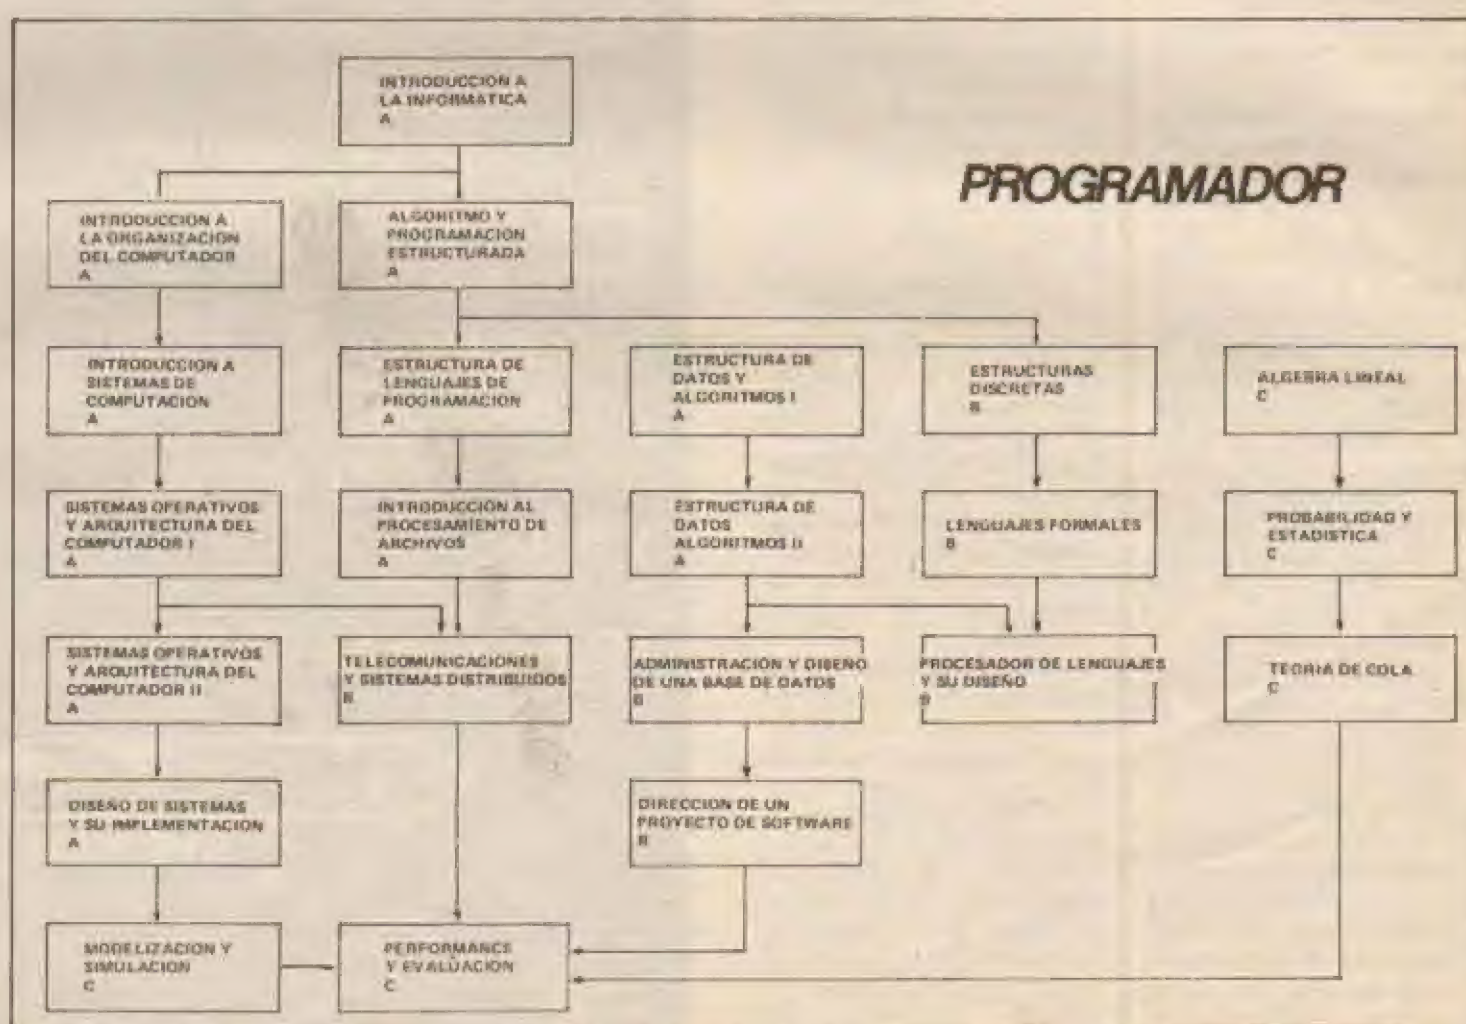 INTRODUCCION A
LA INFORMATICA
A
PROGRAMADOR
INTRODUCCION A
LA ORGANIZACION
DEL COMPUTADOR
A
ALGORITMO Y
PROGRAMACION
ESTRUCTURADA
A
INTRODUCCION A
SISTEMAS DE
COMPUTACION
A
ESTRUCTURA DE
LENGUAJES DE
PROGRAMACION
A
ESTRUCTURA DE
DATOS Y
ALGORITMOS I
A
ESTRUCTURAS
DISCRETAS
B
ALGEBRA LINEAL
C
SISTEMAS OPERATIVOS
Y ARQUITECTURA DEL
COMPUTADOR I
A
INTRODUCCION AL
PROCESAMIENTO DE
ARCHIVOS
A
ESTRUCTURA DE
DATOS
ALGORITMOS II
A
LENGUAJES FORMALES
B
PROBABILIDAD Y
ESTADISTICA
C
SISTEMAS OPERATIVOS
Y ARQUITECTURA DEL
COMPUTADOR II
A
TELECOMUNICACIONES
Y SISTEMAS DISTRIBUIDOS
B
ADMINISTRACION Y DISEÑO
DE UNA BASE DE DATOS
B
PROCESADOR DE LENGUAJES
Y SU DISEÑO
B
TEORIA DE COLA
C
DISEÑO DE SISTEMAS
Y SU IMPLEMENTACION
A
DIRECCION DE UN
PROYECTO DE SOFTWARE
B
MODELIZACION Y
SIMULACION
C
PERFORMANCE
Y EVALUACION
C